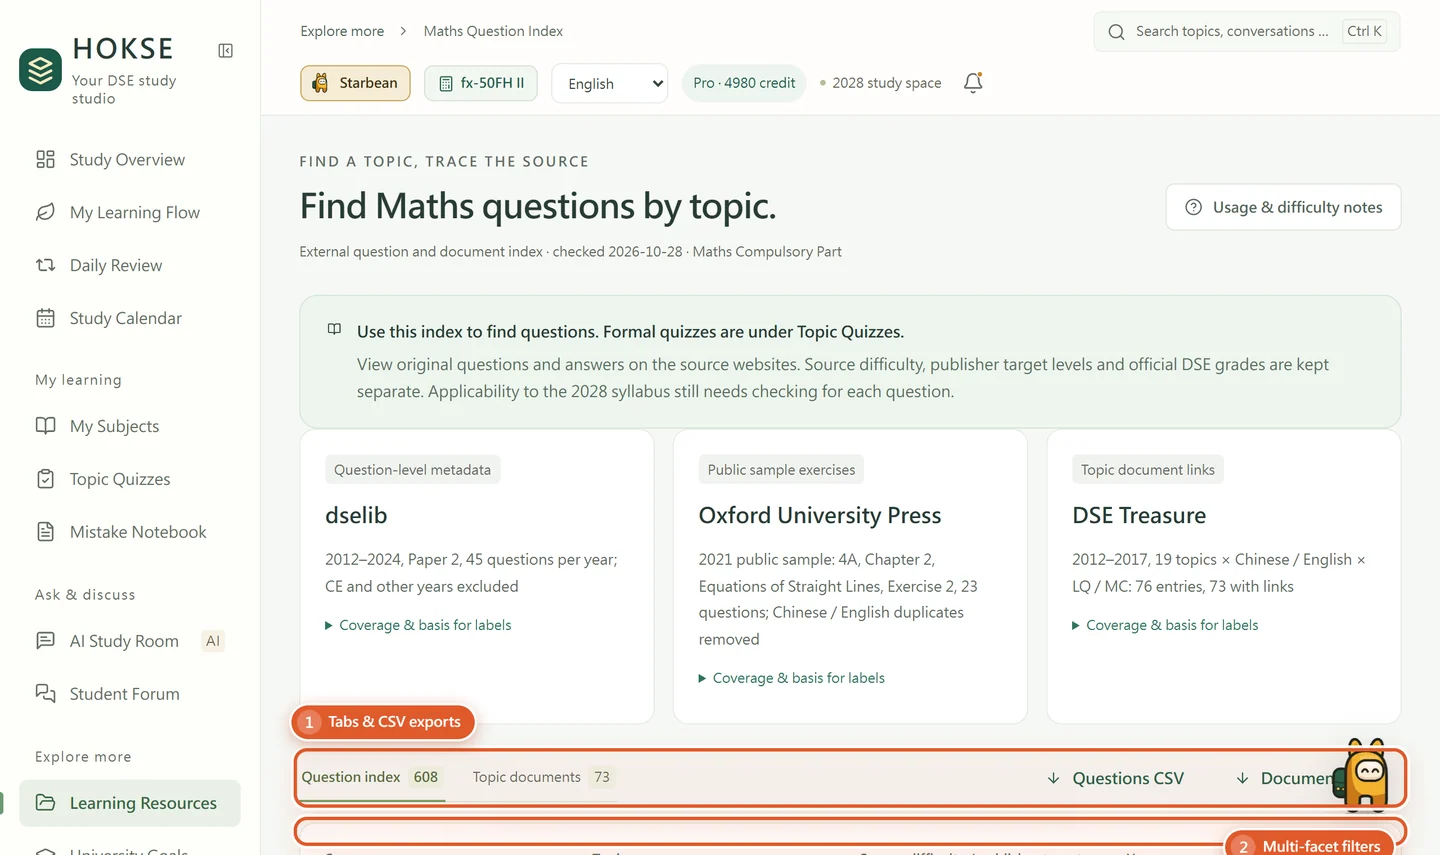 HOKSE
Your DSE study
studio
Study Overview
My Learning Flow
Daily Review
Study Calendar
My learning
My Subjects
Topic Quizzes
Mistake Notebook
Ask & discuss
AI Study Room AI
Student Forum
Explore more
Learning Resources
University Goals
Explore more > Maths Question Index
Search topics, conversations ... Ctrl K
Starbean
fx-50FH II
English
Pro · 4980 credit
2028 study space
FIND A TOPIC, TRACE THE SOURCE
Find Maths questions by topic.
Usage & difficulty notes
External question and document index · checked 2026-10-28 · Maths Compulsory Part
Use this index to find questions. Formal quizzes are under Topic Quizzes.
View original questions and answers on the source websites. Source difficulty, publisher target levels and official DSE grades are kept
separate. Applicability to the 2028 syllabus still needs checking for each question.
Question-level metadata
dselib
2012–2024, Paper 2, 45 questions per year;
CE and other years excluded
Coverage & basis for labels
Public sample exercises
Oxford University Press
2021 public sample: 4A, Chapter 2,
Equations of Straight Lines, Exercise 2, 23
questions; Chinese / English duplicates
removed
Coverage & basis for labels
Topic document links
DSE Treasure
2012–2017, 19 topics × Chinese / English ×
LQ / MC: 76 entries, 73 with links
Coverage & basis for labels
1 Tabs & CSV exports
Question index 608
Topic documents 73
Questions CSV
Documen
2 Multi-facet filters